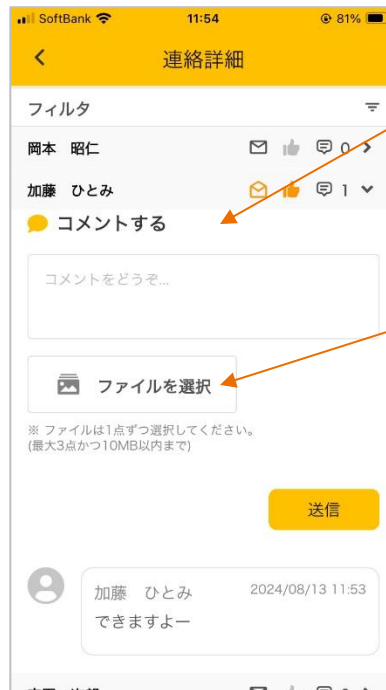 SoftBank 11:54 81%
連絡詳細
フィルタ
岡本 昭仁 0
加藤 ひとみ 1
コメントする
コメントをどうぞ...
ファイルを選択
※ ファイルは1点ずつ選択してください。
(最大3点かつ10MB以内まで)
送信
加藤 ひとみ 2024/08/13 11:53
できますよー